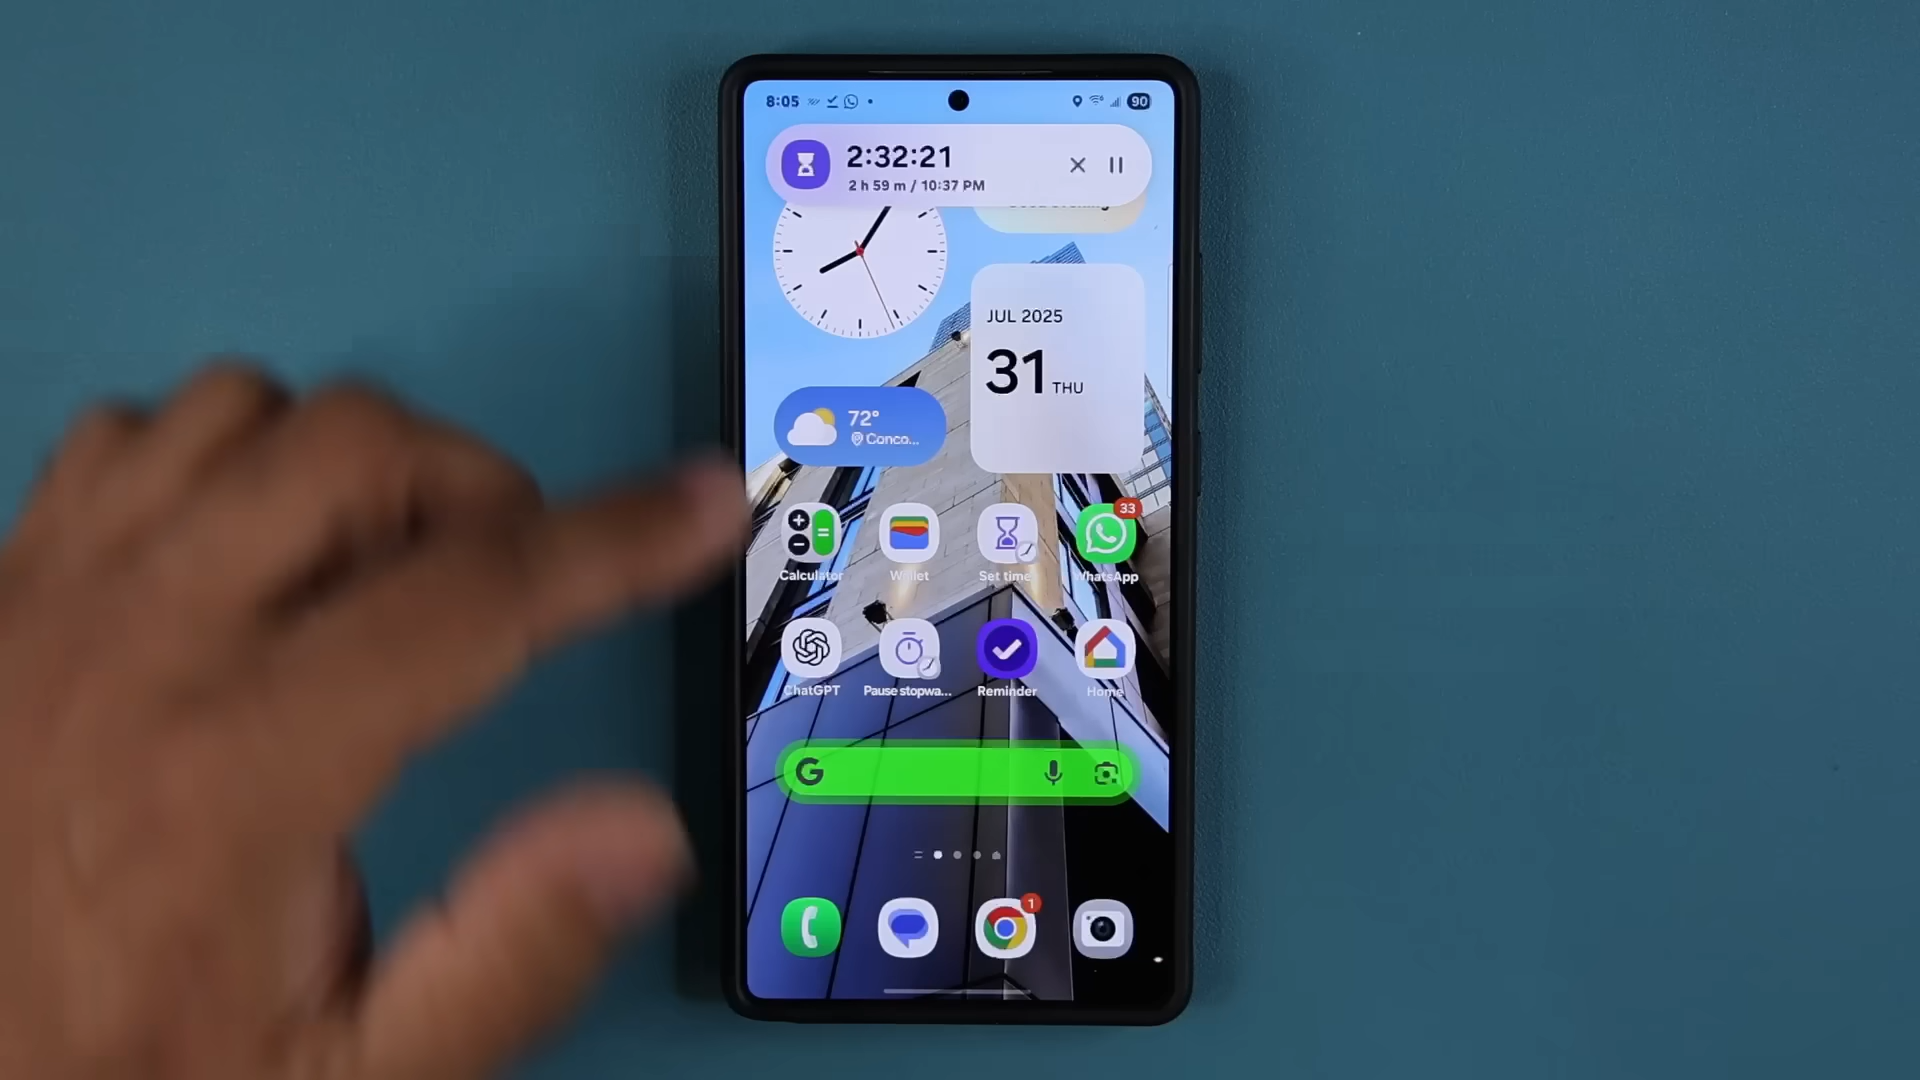 8:05
90
2:32:21
2 h 59 m / 10:37 PM
JUL 2025
31 THU
72°
Conco...
33
Calculator
Wallet
Set time
WhatsApp
ChatGPT
Pause stopwa...
Reminder
Home
G
1